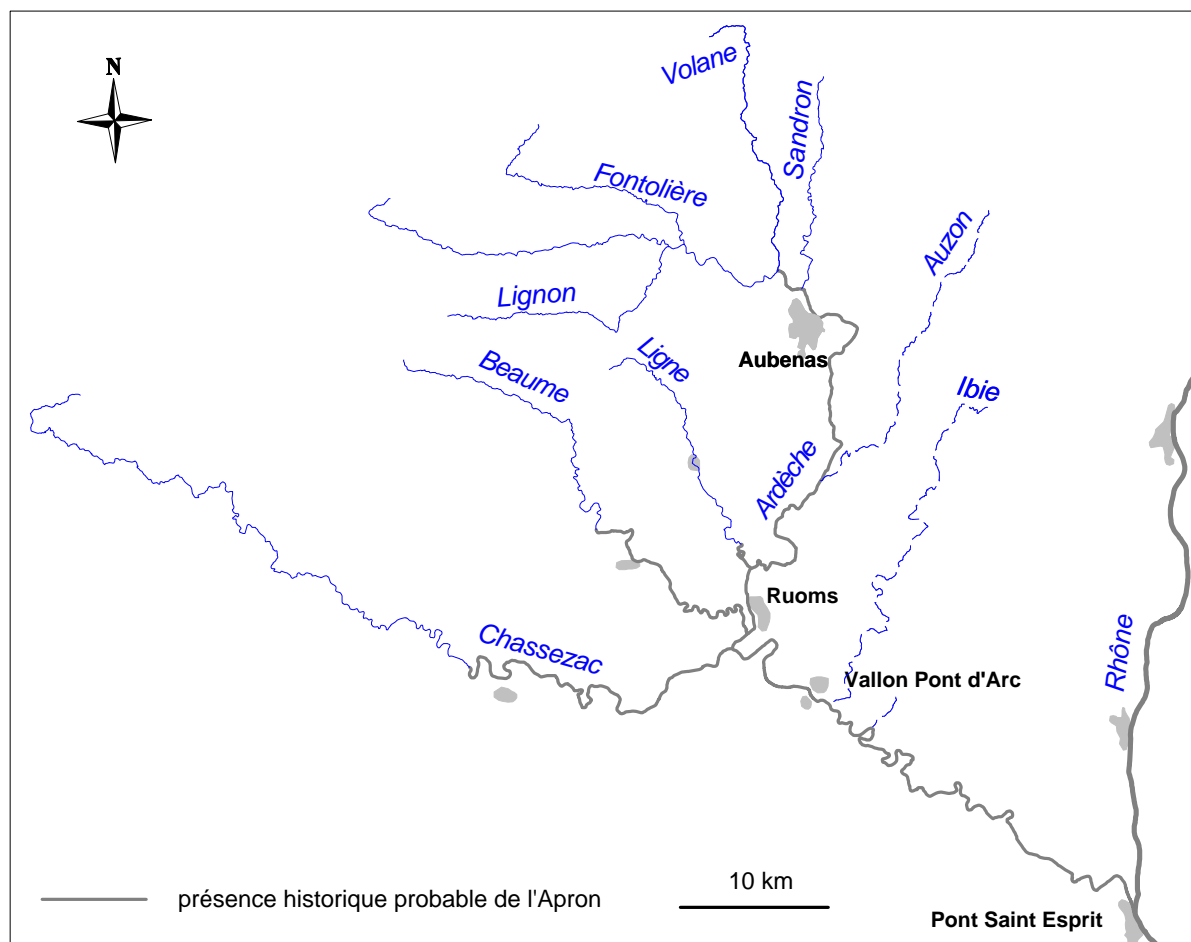 Volane
N
Sandron
Fontolière
Auzon
Lignon
Ligne
Aubenas
Beaume
Ibie
Ardèche
Ruoms
Chassezac
Vallon Pont d'Arc
Rhône
10 km
présence historique probable de l'Apron
Pont Saint Esprit